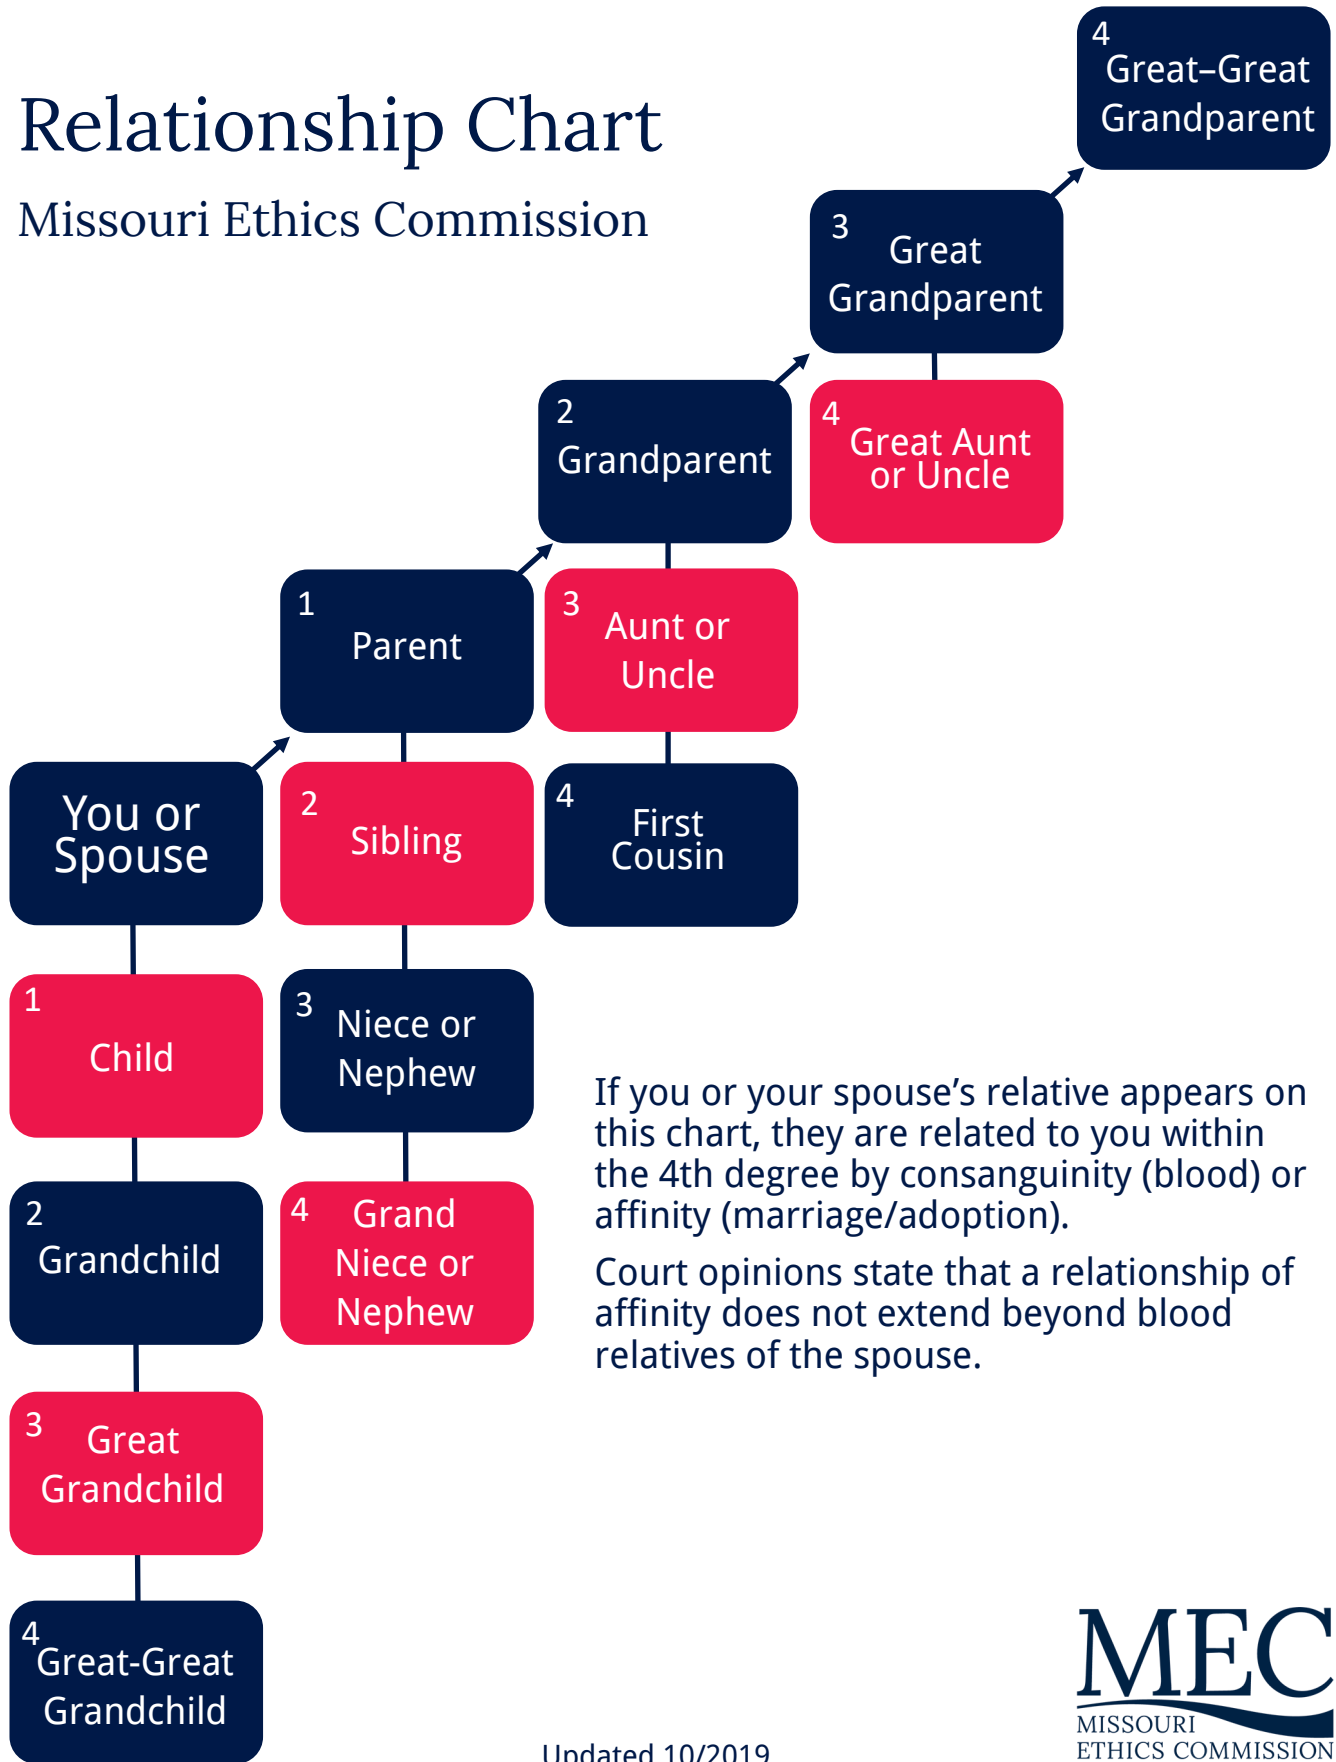 Relationship Chart
Missouri Ethics Commission
4
Great–Great
Grandparent
3
Great
Grandparent
2
Grandparent
4
Great Aunt
or Uncle
1
Parent
3
Aunt or
Uncle
You or
Spouse
2
Sibling
4
First
Cousin
1
Child
3
Niece or
Nephew
2
Grandchild
4
Grand
Niece or
Nephew
3
Great
Grandchild
4
Great-Great
Grandchild
If you or your spouse’s relative appears on
this chart, they are related to you within
the 4th degree by consanguinity (blood) or
affinity (marriage/adoption).
Court opinions state that a relationship of
affinity does not extend beyond blood
relatives of the spouse.
Updated 10/2019
MEC
MISSOURI
ETHICS COMMISSION